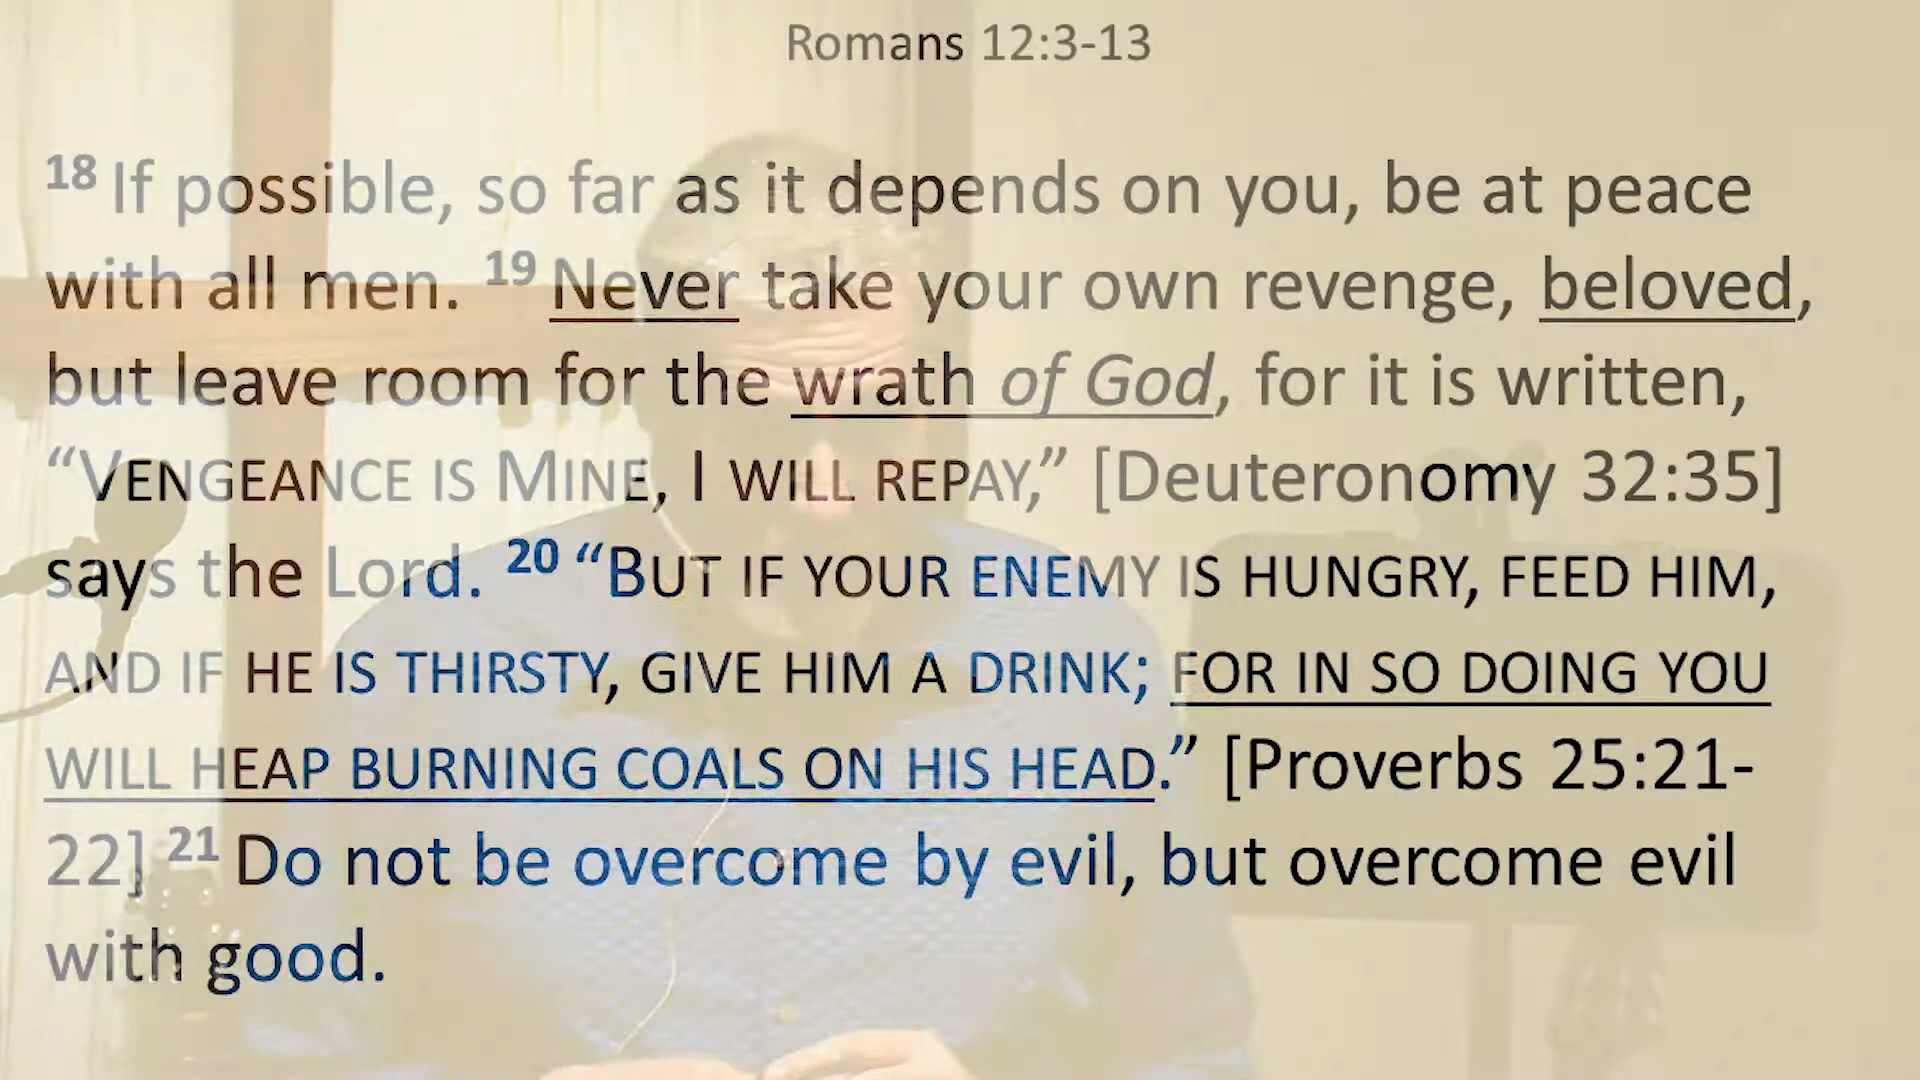 Romans 12:3-13
18 If possible, so far as it depends on you, be at peace
with all men. 19 Never take your own revenge, beloved,
but leave room for the wrath of God, for it is written,
“VENGEANCE IS MINE, I WILL REPAY,” [Deuteronomy 32:35]
says the Lord. 20 “BUT IF YOUR ENEMY IS HUNGRY, FEED HIM,
AND IF HE IS THIRSTY, GIVE HIM A DRINK; FOR IN SO DOING YOU
WILL HEAP BURNING COALS ON HIS HEAD.” [Proverbs 25:21-
22] 21 Do not be overcome by evil, but overcome evil
with good.